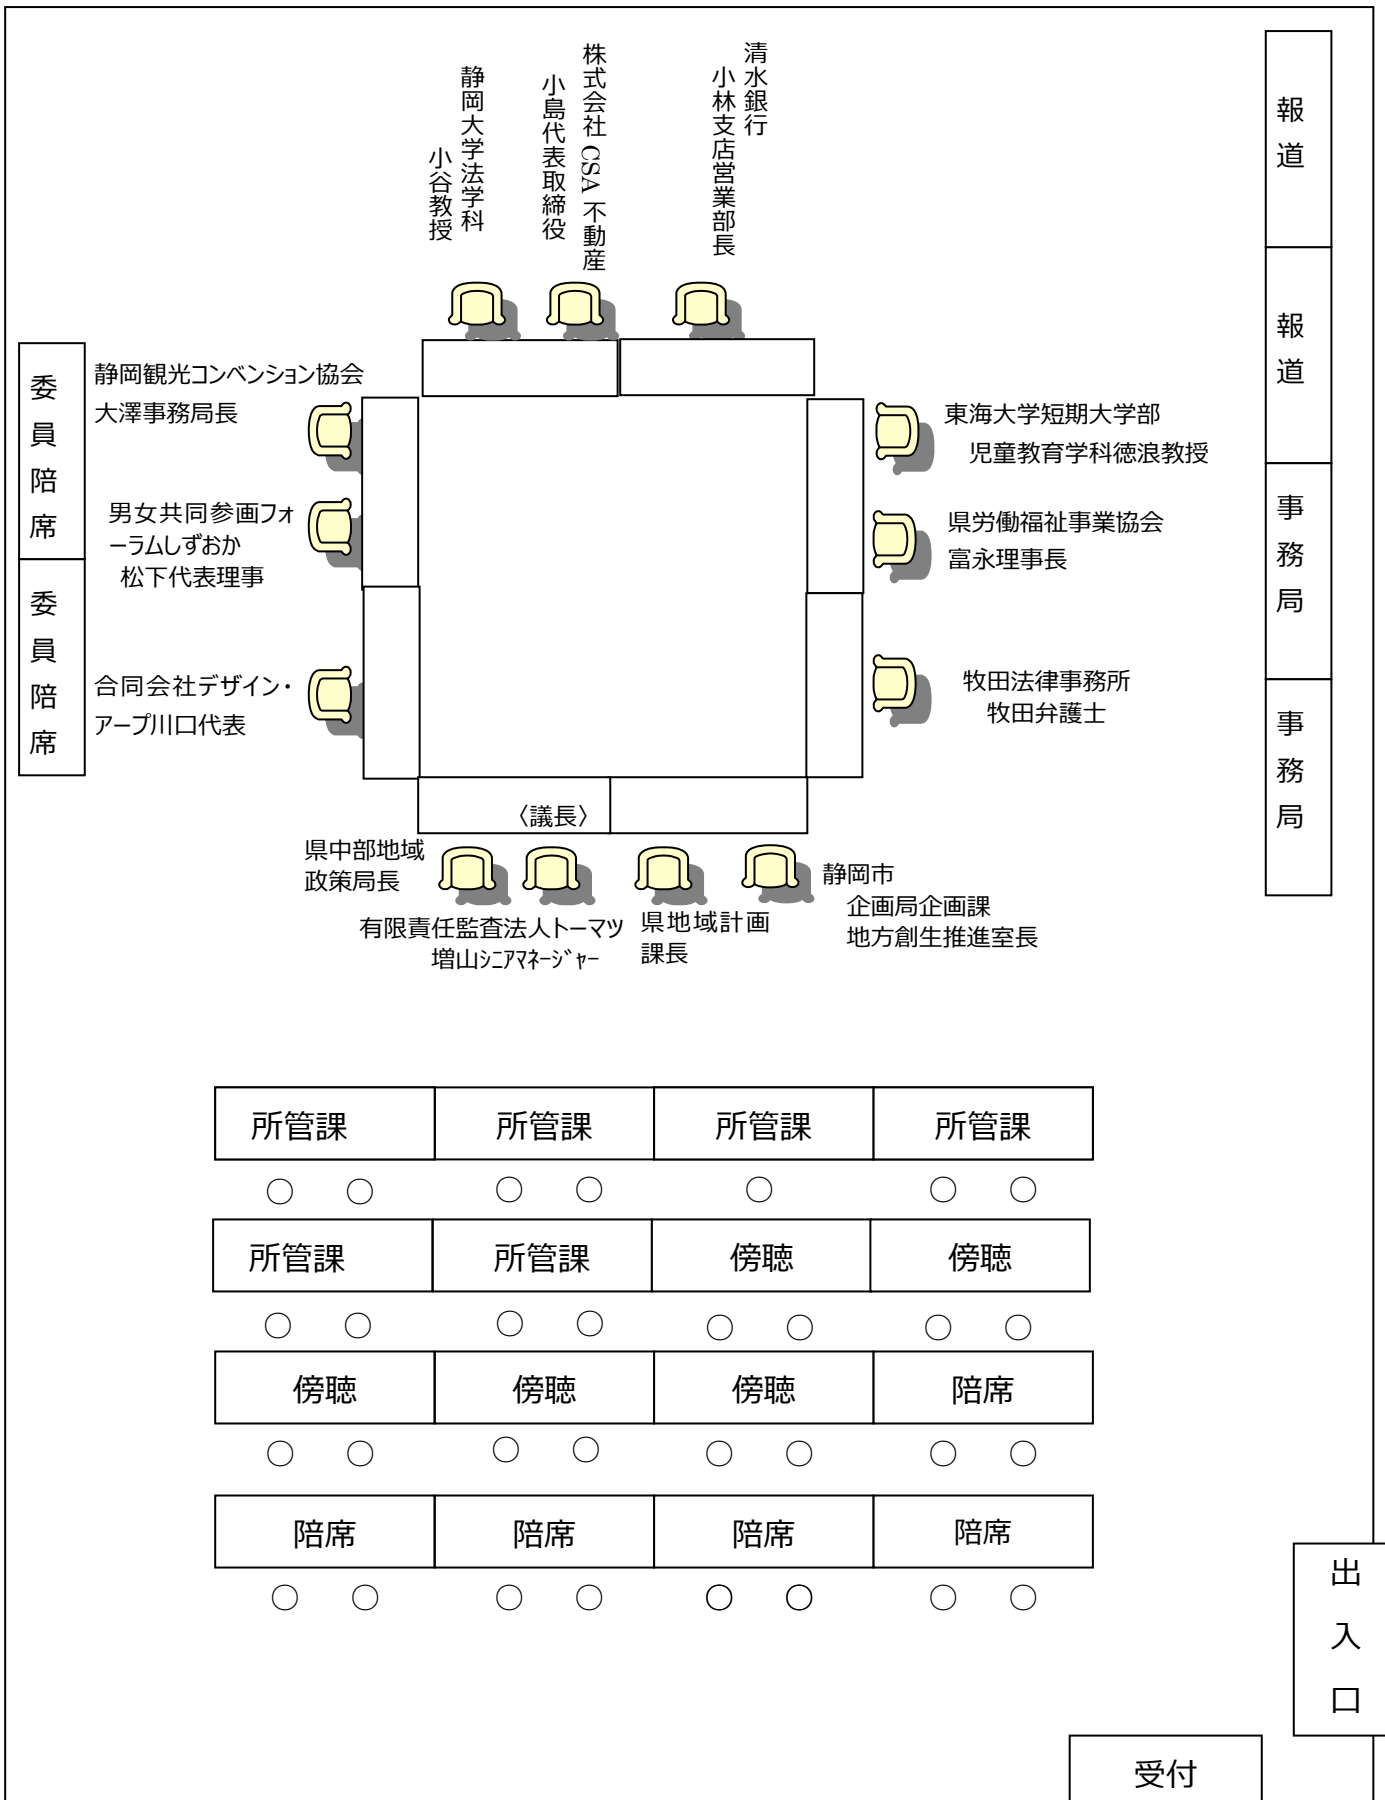 清水銀行
小林支店営業部長
株式会社 CSA 不動産
小島代表取締役
静岡大学法学科
小谷教授
報道
報道
事務局
事務局
委員陪席
委員陪席
静岡観光コンベンション協会
大澤事務局長
男女共同参画フォ
ーラムしずおか
松下代表理事
合同会社デザイン・
アープ川口代表
東海大学短期大学部
児童教育学科徳浪教授
県労働福祉事業協会
富永理事長
牧田法律事務所
牧田弁護士
〈議長〉
県中部地域
政策局長
有限責任監査法人トーマツ
増山ｼﾆｱﾏﾈｰｼﾞｬｰ
県地域計画
課長
静岡市
企画局企画課
地方創生推進室長
所管課 所管課 所管課 所管課
○ ○ ○ ○ ○ ○ ○
所管課 所管課 傍聴 傍聴
○ ○ ○ ○ ○ ○ ○ ○
傍聴 傍聴 傍聴 陪席
○ ○ ○ ○ ○ ○ ○ ○
陪席 陪席 陪席 陪席
○ ○ ○ ○ ○ ○ ○ ○
出入口
受付